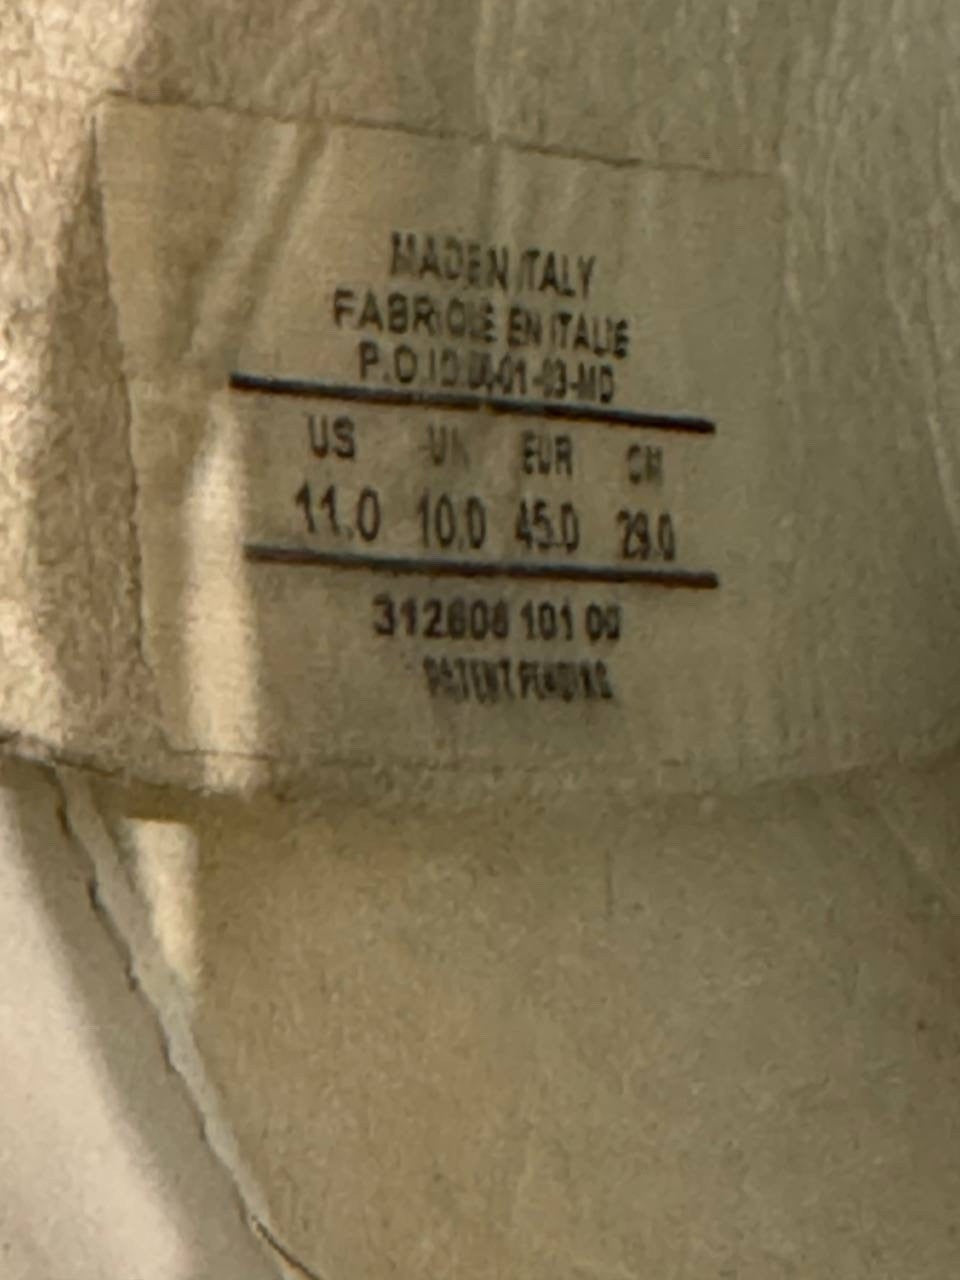 MADE IN ITALY
FABRIQUE EN ITALIE
US UK EUR CM
11.0 10.0 45.0 29.0
312606 101 00
PATENT PENDING